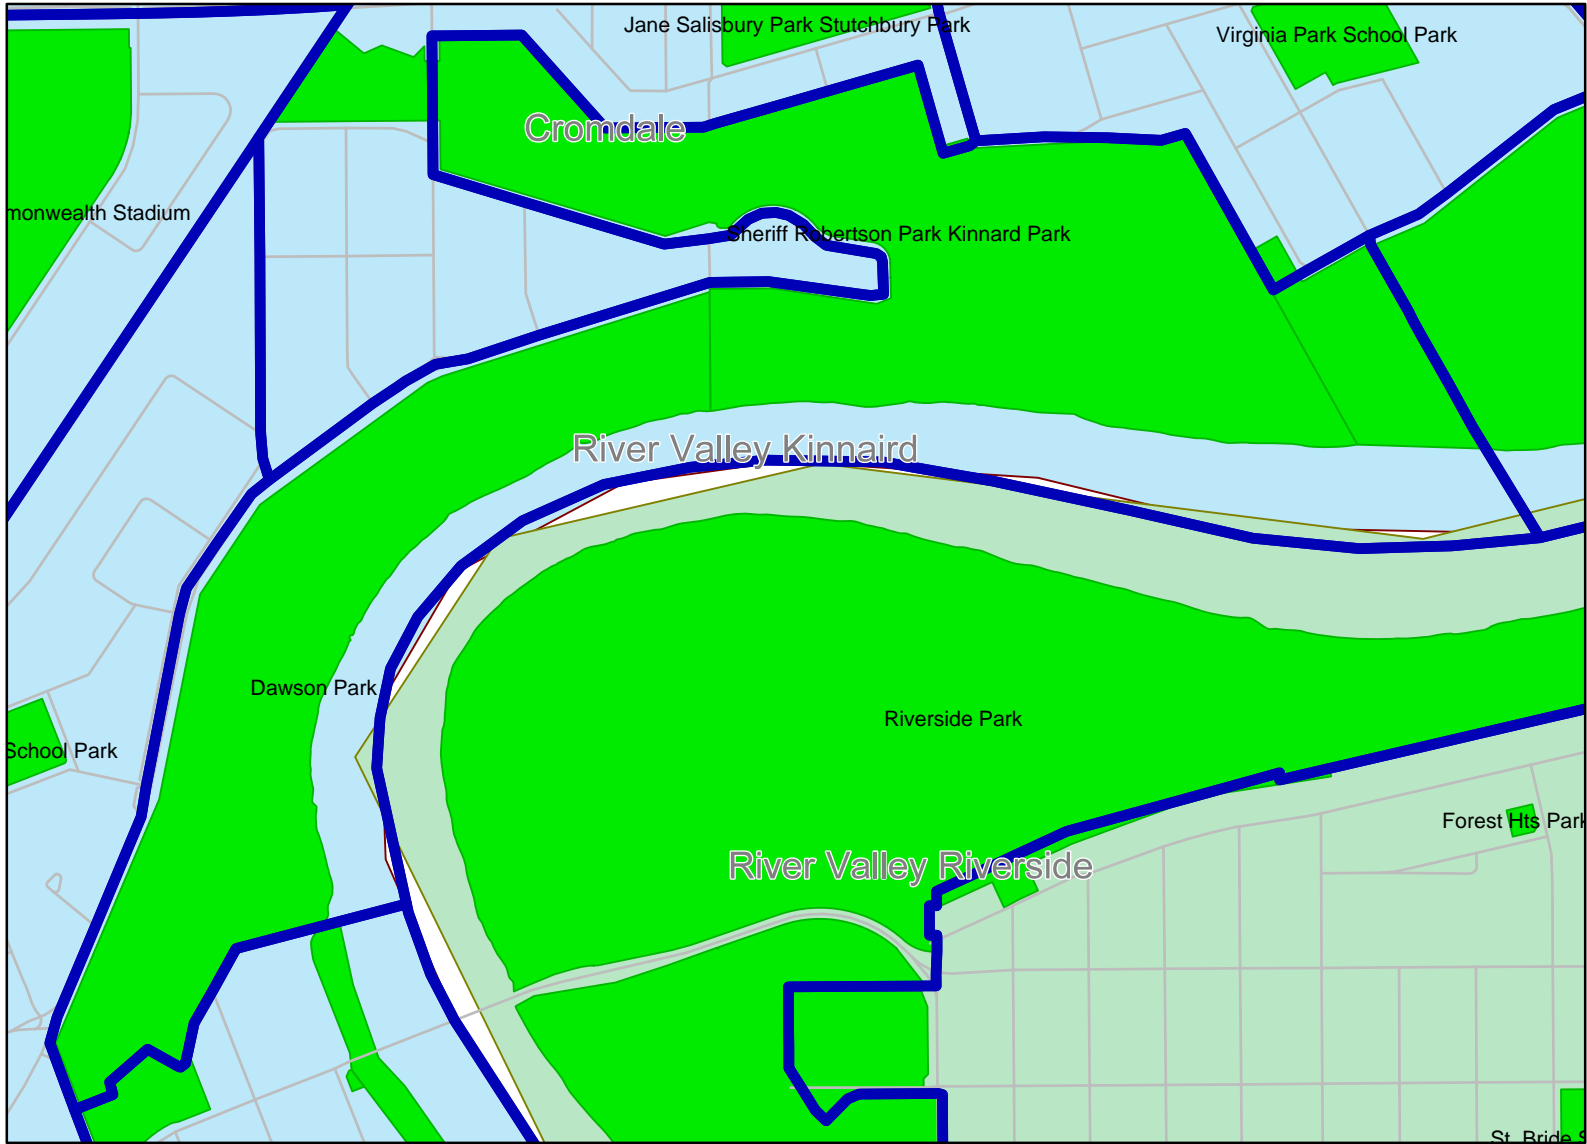 Jane Salisbury Park Stutchbury Park
Virginia Park School Park
Cromdale
monwealth Stadium
Sheriff Robertson Park Kinnard Park
River Valley Kinnaird
Dawson Park
Riverside Park
School Park
Forest Hts Park
River Valley Riverside
St. Bride S